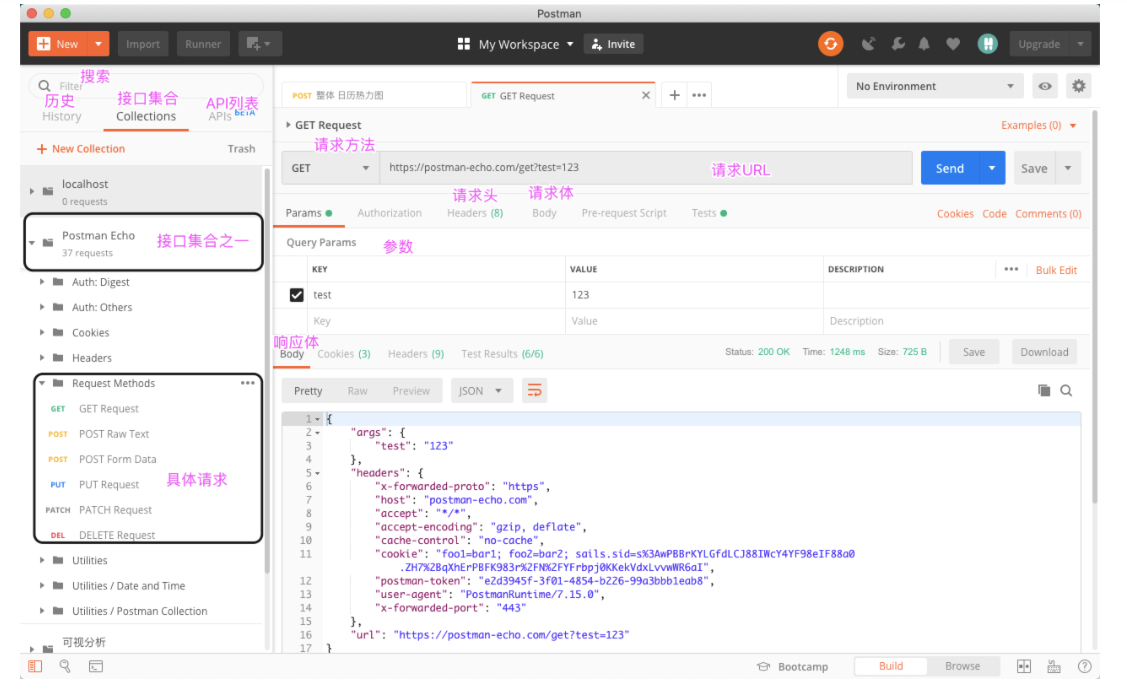 Postman
New
Import
Runner
My Workspace
Invite
Upgrade
搜索
Filter
历史 接口集合 API列表
History Collections APIs BETA
+ New Collection Trash
localhost
0 requests
Postman Echo
接口集合之一
37 requests
Auth: Digest
Auth: Others
Cookies
Headers
Request Methods
GET GET Request
POST POST Raw Text
POST POST Form Data
PUT PUT Request
具体请求
PATCH PATCH Request
DEL DELETE Request
Utilities
Utilities / Date and Time
Utilities / Postman Collection
可视分析
POST 整体 日历热力图
GET GET Request
No Environment
GET Request
Examples (0)
请求方法
GET https://postman-echo.com/get?test=123
请求URL
Send Save
请求头 请求体
Params Authorization Headers (8) Body Pre-request Script Tests
Cookies Code Comments (0)
Query Params
参数
KEY VALUE DESCRIPTION
Bulk Edit
test 123
Key Value Description
响应体
Body Cookies (3) Headers (9) Test Results (6/6)
Status: 200 OK Time: 1248 ms Size: 725 B Save Download
Pretty Raw Preview JSON
1 {
2 "args": {
3 "test": "123"
4 },
5 "headers": {
6 "x-forwarded-proto": "https",
7 "host": "postman-echo.com",
8 "accept": "*/*",
9 "accept-encoding": "gzip, deflate",
10 "cache-control": "no-cache",
11 "cookie": "foo1=bar1; foo2=bar2; sails.sid=s%3AwPBBrKYLGfdLCJ88IWcY4YF98eIF88a0
.ZH7%2BqXhErPBFK983r%2FN%2FYFrbpj0KKekVdxLvvwWR6aI",
12 "postman-token": "e2d3945f-3f01-4854-b226-99a3bbb1eab8",
13 "user-agent": "PostmanRuntime/7.15.0",
14 "x-forwarded-port": "443"
15 },
16 "url": "https://postman-echo.com/get?test=123"
17 }
Bootcamp
Build
Browse